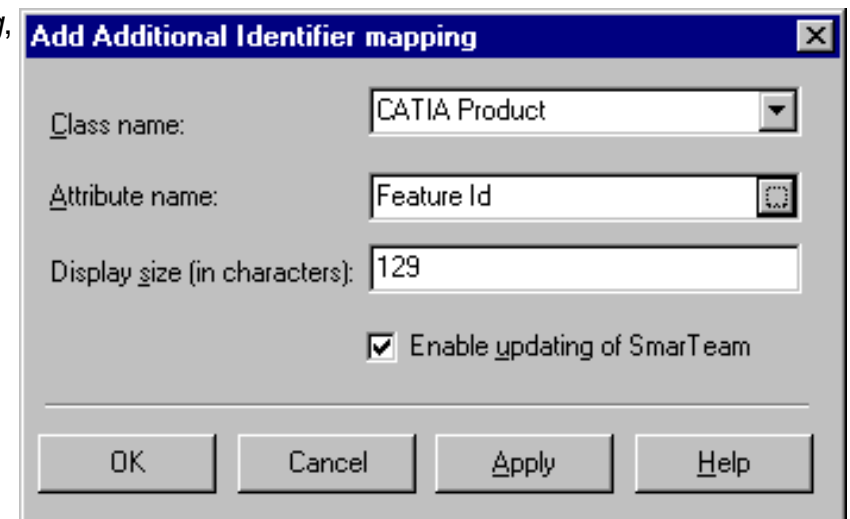 Add Additional Identifier mapping
Class name: CATIA Product
Attribute name: Feature Id
Display size (in characters): 129
Enable updating of SmarTeam
OK Cancel Apply Help